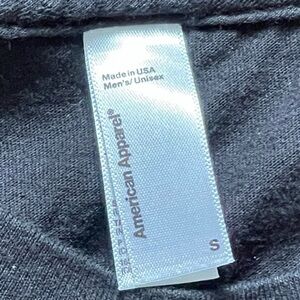 Made in USA
Men's/ Unisex
American Apparel®
S